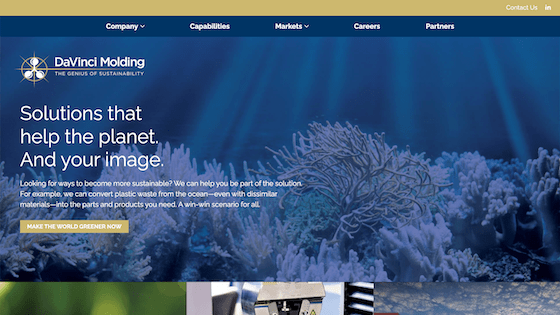 Contact Us in
Company Capabilities Markets Careers Partners
DaVinci Molding
THE GENIUS OF SUSTAINABILITY
Solutions that
help the planet.
And your image.
Looking for ways to become more sustainable? We can help you be part of the solution.
For example, we can convert plastic waste from the ocean—even with dissimilar
materials—into the parts and products you need. A win-win scenario for all.
MAKE THE WORLD GREENER NOW